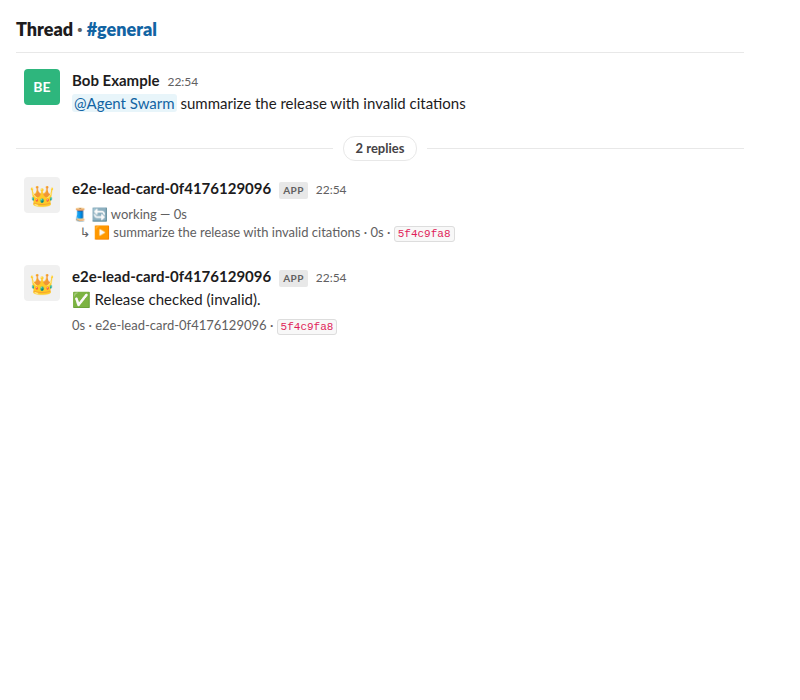 Thread • #general
BE
Bob Example 22:54
@Agent Swarm summarize the release with invalid citations
2 replies
e2e-lead-card-0f4176129096 APP 22:54
🧵 🔄 working — 0s
↳ ▶️ summarize the release with invalid citations · 0s · 5f4c9fa8
e2e-lead-card-0f4176129096 APP 22:54
✅ Release checked (invalid).
0s · e2e-lead-card-0f4176129096 · 5f4c9fa8